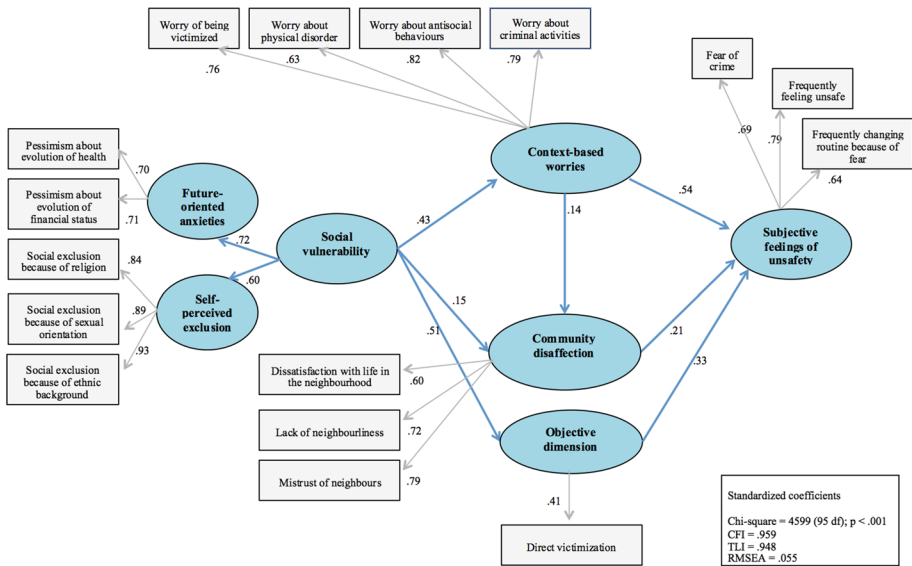 Worry of being
victimized
Worry about
physical disorder
Worry about antisocial
behaviours
Worry about
criminal activities
.76
.63
.82
.79
Fear of
crime
Frequently
feeling unsafe
Frequently changing
routine because of
fear
.69
.79
.64
Pessimism about
evolution of health
Pessimism about
evolution of
financial status
Social exclusion
because of religion
Social exclusion
because of sexual
orientation
Social exclusion
because of ethnic
background
.70
.71
.84
.89
.93
Future-
oriented
anxieties
Self-
perceived
exclusion
.72
.60
Social
vulnerability
.43
.15
.51
Context-based
worries
.14
.54
Subjective
feelings of
unsafety
Community
disaffection
.21
.33
Objective
dimension
.41
Direct victimization
Dissatisfaction with life
in the neighbourhood
Lack of neighbourliness
Mistrust of neighbours
.60
.72
.79
Standardized coefficients
Chi-square = 4599 (95 df); p < .001
CFI = .959
TLI = .948
RMSEA = .055